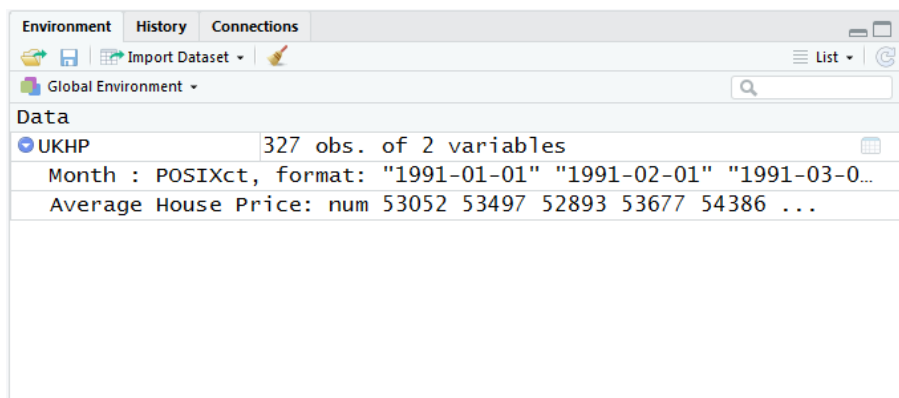 Environment History Connections
Import Dataset List
Global Environment
Data
UKHP 327 obs. of 2 variables
Month : POSIXct, format: "1991-01-01" "1991-02-01" "1991-03-0…
Average House Price: num 53052 53497 52893 53677 54386 ...